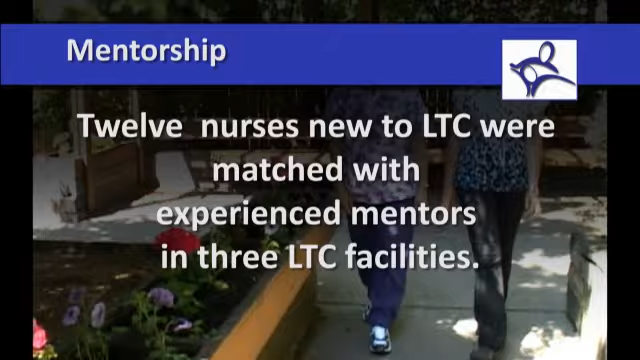 Mentorship
Twelve  nurses new to LTC were
matched with
experienced mentors
in three LTC facilities.